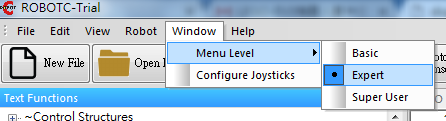 ROBOTC-Trial
File Edit View Robot Window Help
New File Open
Menu Level
Configure Joysticks
Basic
Expert
Super User
Text Functions
~Control Structures